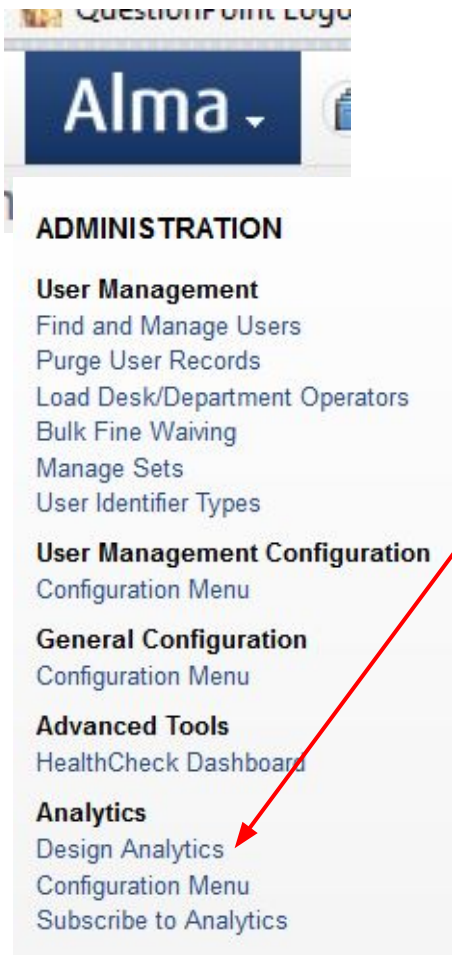 QuestionPoint Logo
Alma
ADMINISTRATION
User Management
Find and Manage Users
Purge User Records
Load Desk/Department Operators
Bulk Fine Waiving
Manage Sets
User Identifier Types
User Management Configuration
Configuration Menu
General Configuration
Configuration Menu
Advanced Tools
HealthCheck Dashboard
Analytics
Design Analytics
Configuration Menu
Subscribe to Analytics